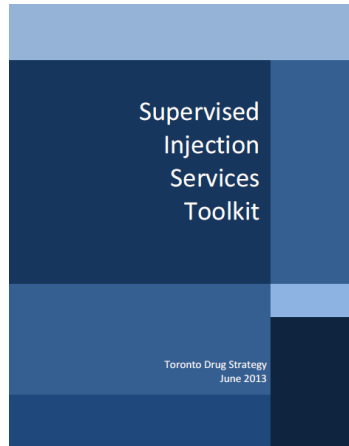 Supervised
Injection
Services
Toolkit
Toronto Drug Strategy
June 2013